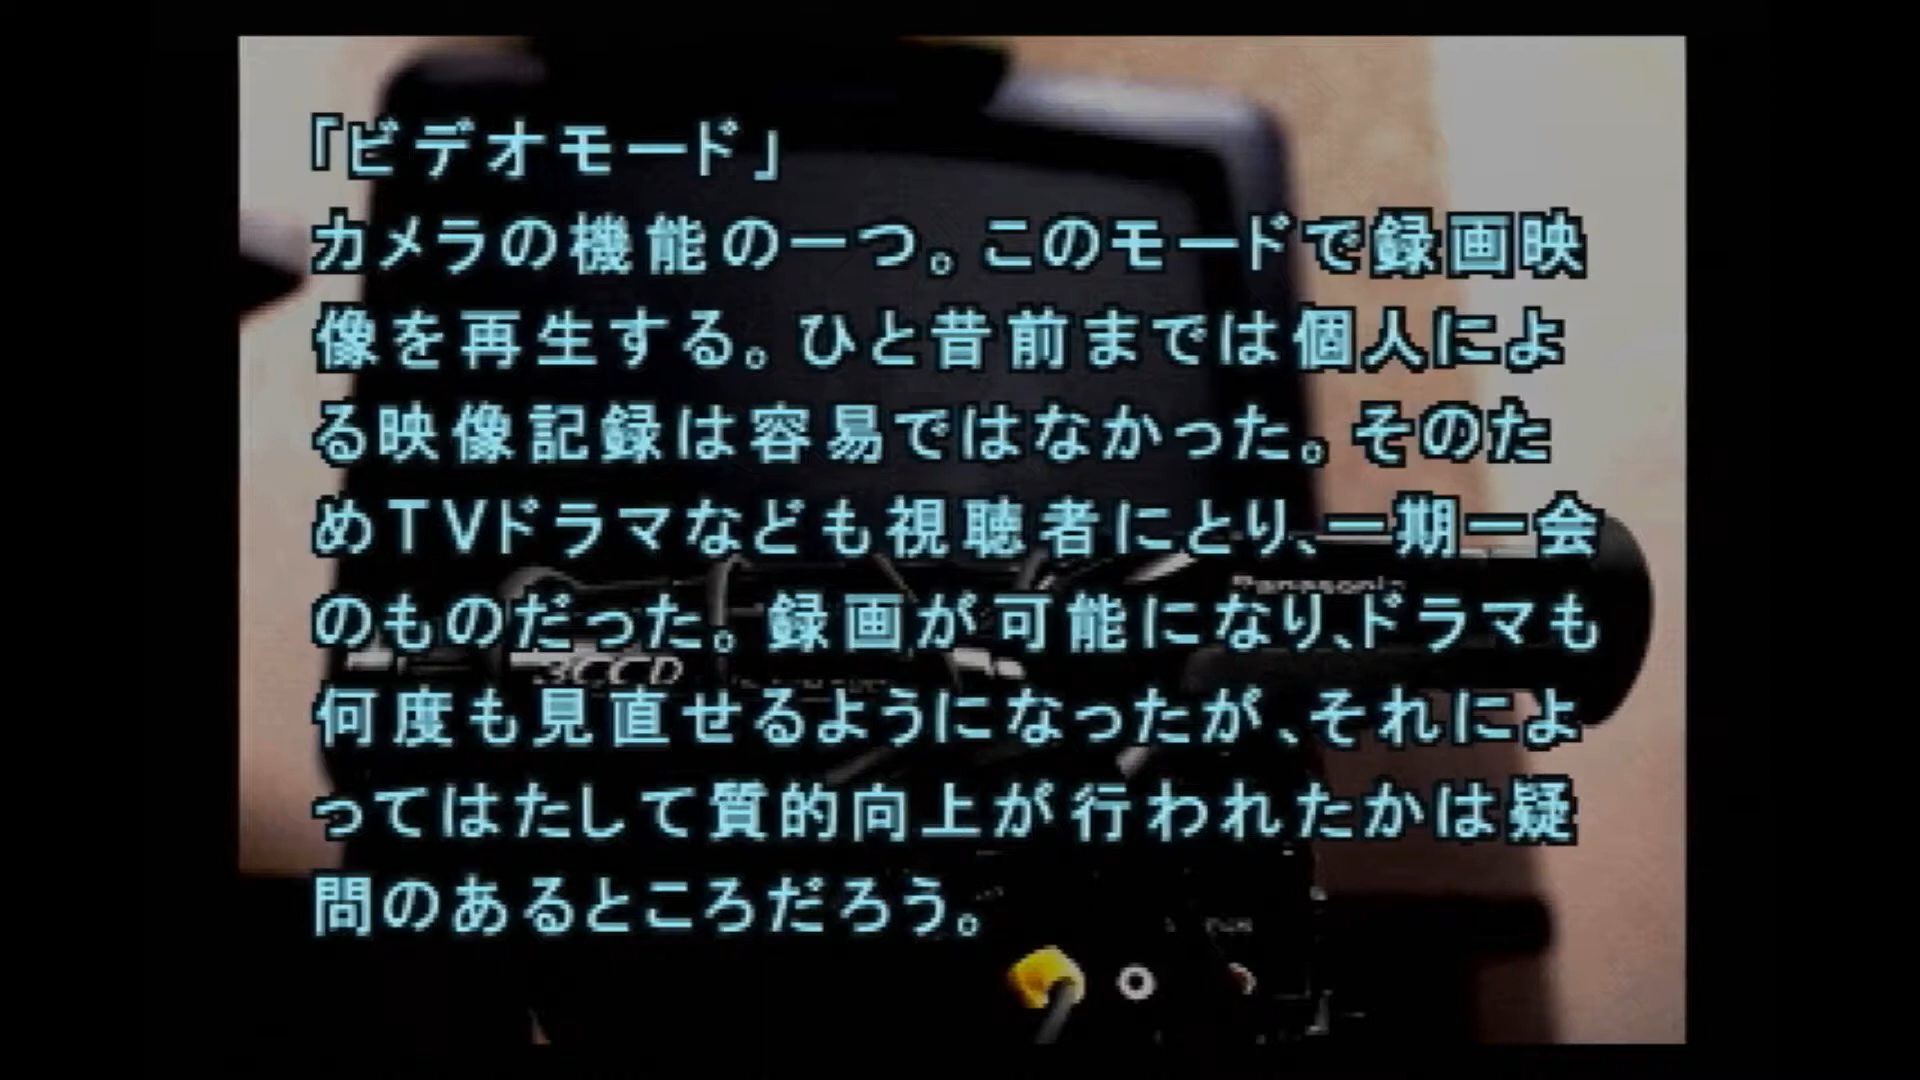 「ビデオモード」
カメラの機能の一つ。このモードで録画映
像を再生する。ひと昔前までは個人によ
る映像記録は容易ではなかった。そのた
めTVドラマなども視聴者にとり、一期一会
Panasonic
のものだった。録画が可能になり、ドラマも
3CCD
何度も見直せるようになったが、それによ
ってはたして質的向上が行われたかは疑
問のあるところだろう。